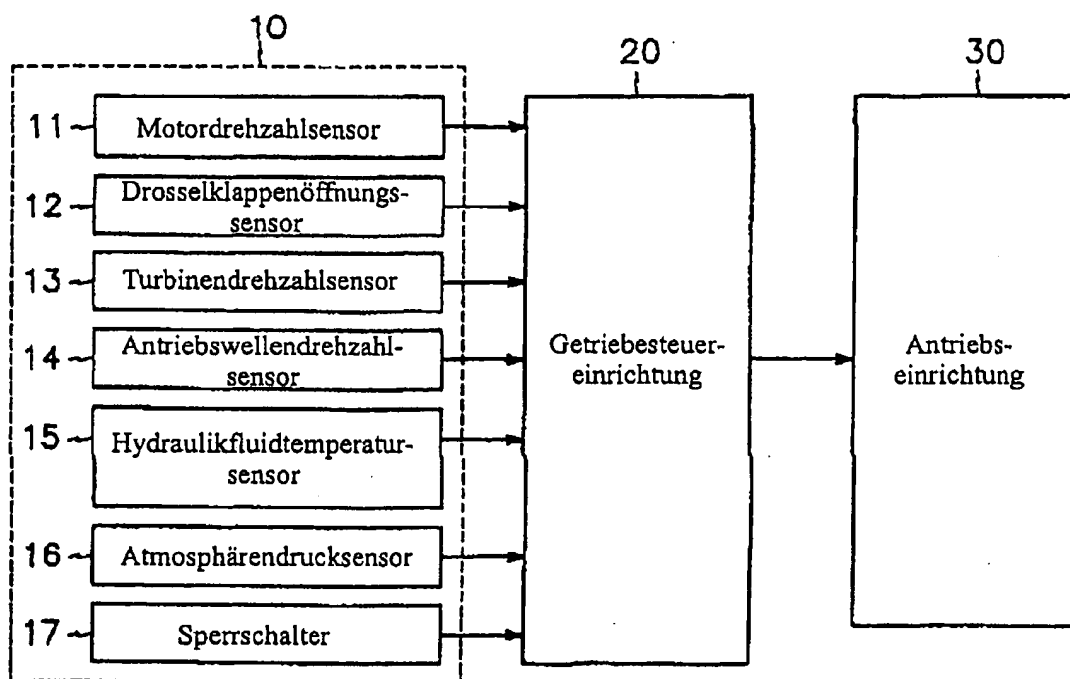 10
20
30
11
Motordrehzahlsensor
12
Drosselklappenöffnungs-
sensor
13
Turbinendrehzahlsensor
14
Antriebswellendrehzahl-
sensor
15
Hydraulikfluidtemperatur-
sensor
16
Atmosphärendrucksensor
17
Sperrschalter
Getriebesteuer-
einrichtung
Antriebs-
einrichtung